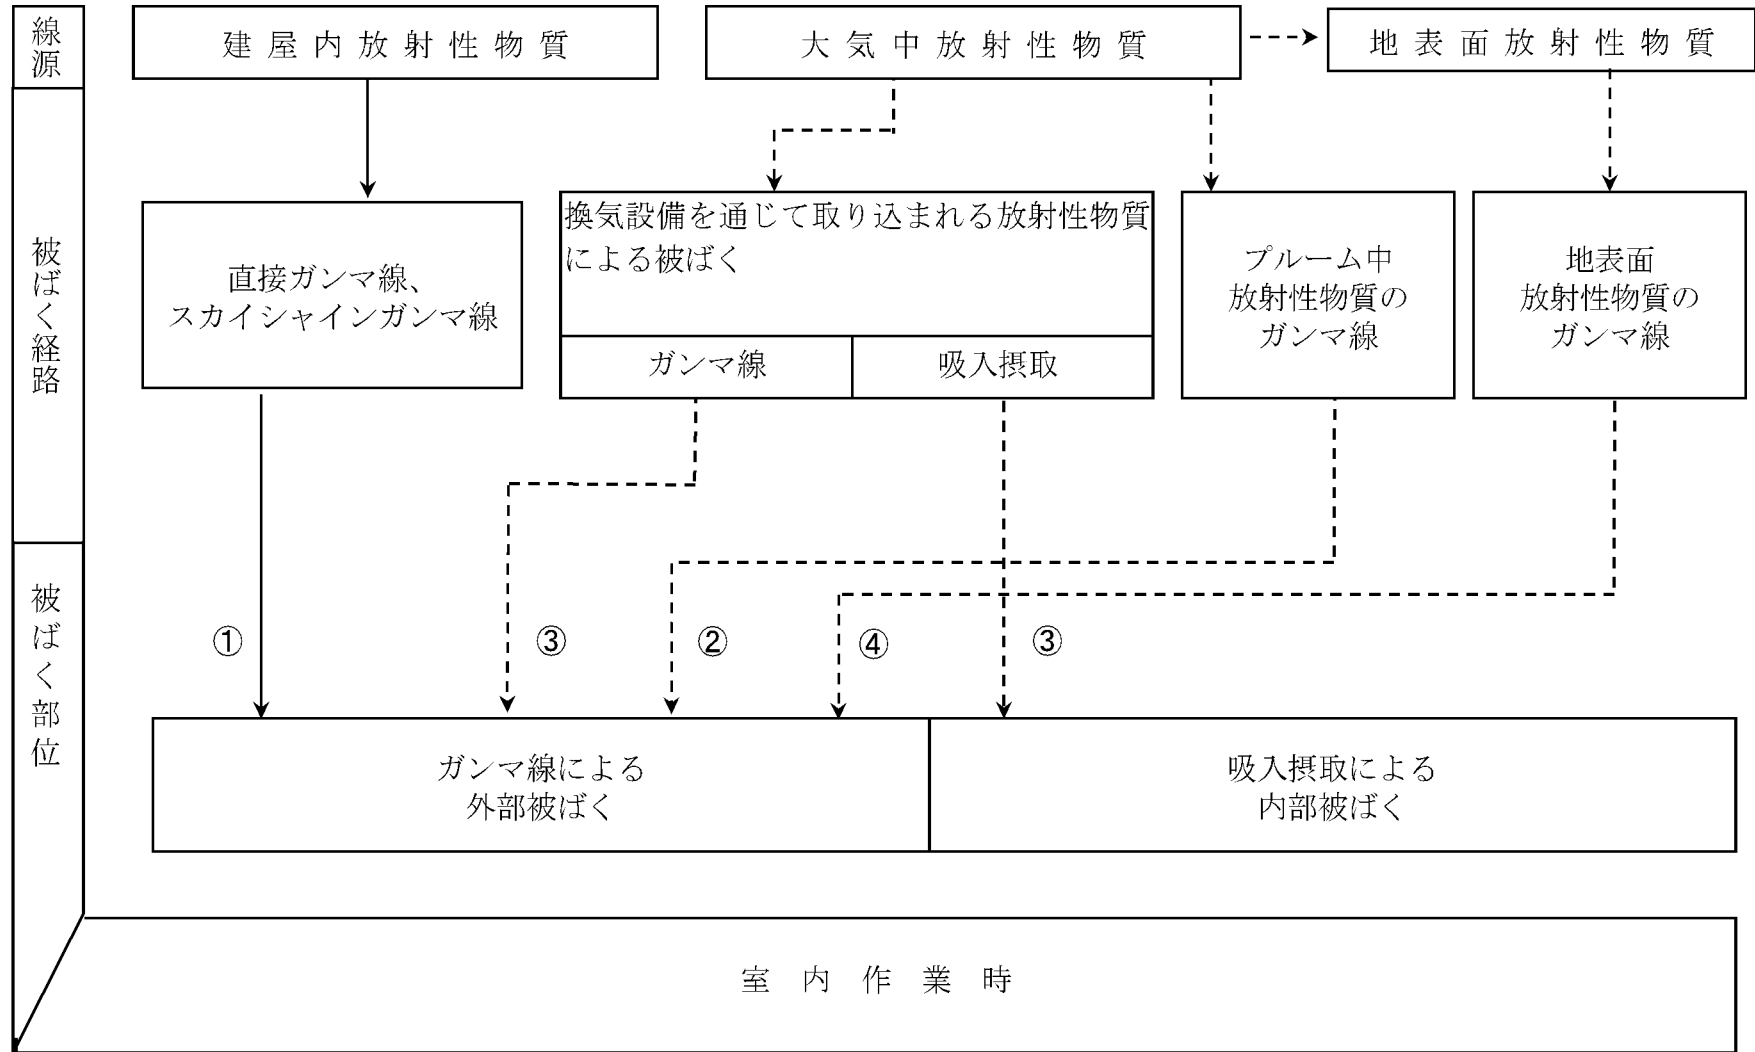 線源
建屋内放射性物質
大気中放射性物質
地表面放射性物質
被ばく経路
直接ガンマ線、
スカイシャインガンマ線
換気設備を通じて取り込まれる放射性物質
による被ばく
ガンマ線
吸入摂取
プルーム中
放射性物質の
ガンマ線
地表面
放射性物質の
ガンマ線
被ばく部位
①
③
②
④
③
ガンマ線による
外部被ばく
吸入摂取による
内部被ばく
室内作業時